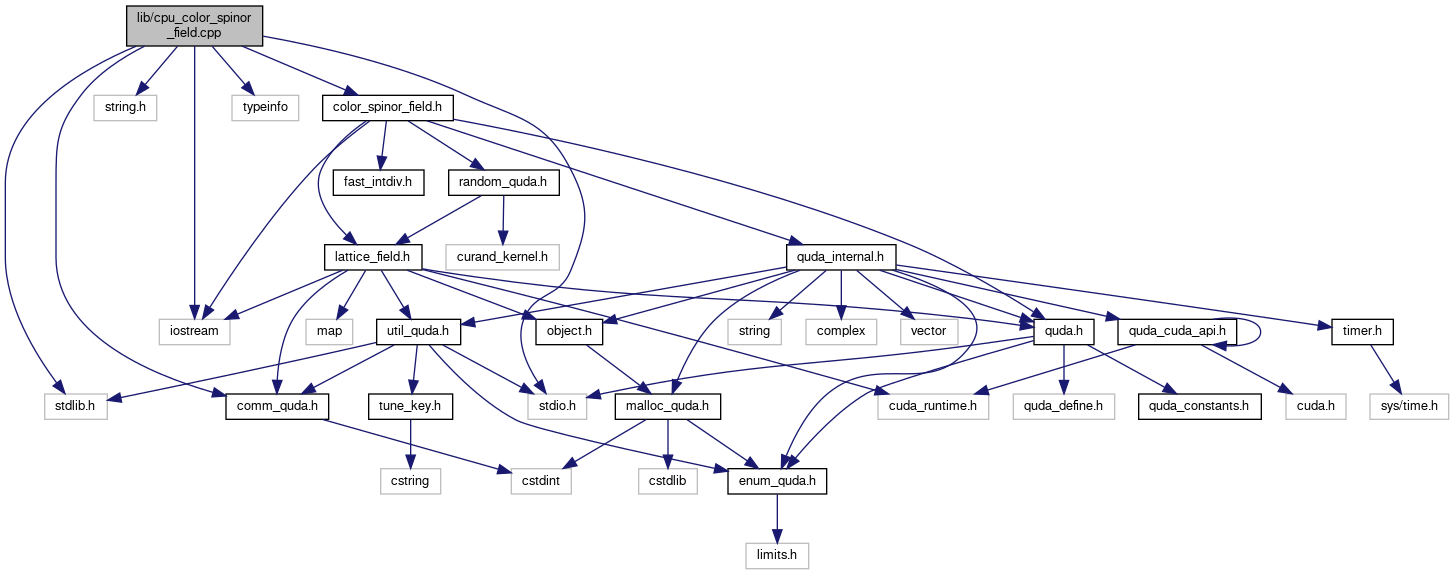 lib/cpu_color_spinor
_field.cpp
string.h
typeinfo
color_spinor_field.h
fast_intdiv.h
random_quda.h
lattice_field.h
curand_kernel.h
quda_internal.h
iostream
map
util_quda.h
object.h
string
complex
vector
quda.h
quda_cuda_api.h
timer.h
stdlib.h
comm_quda.h
tune_key.h
stdio.h
malloc_quda.h
cuda_runtime.h
quda_define.h
quda_constants.h
cuda.h
sys/time.h
cstring
cstdint
cstdlib
enum_quda.h
limits.h